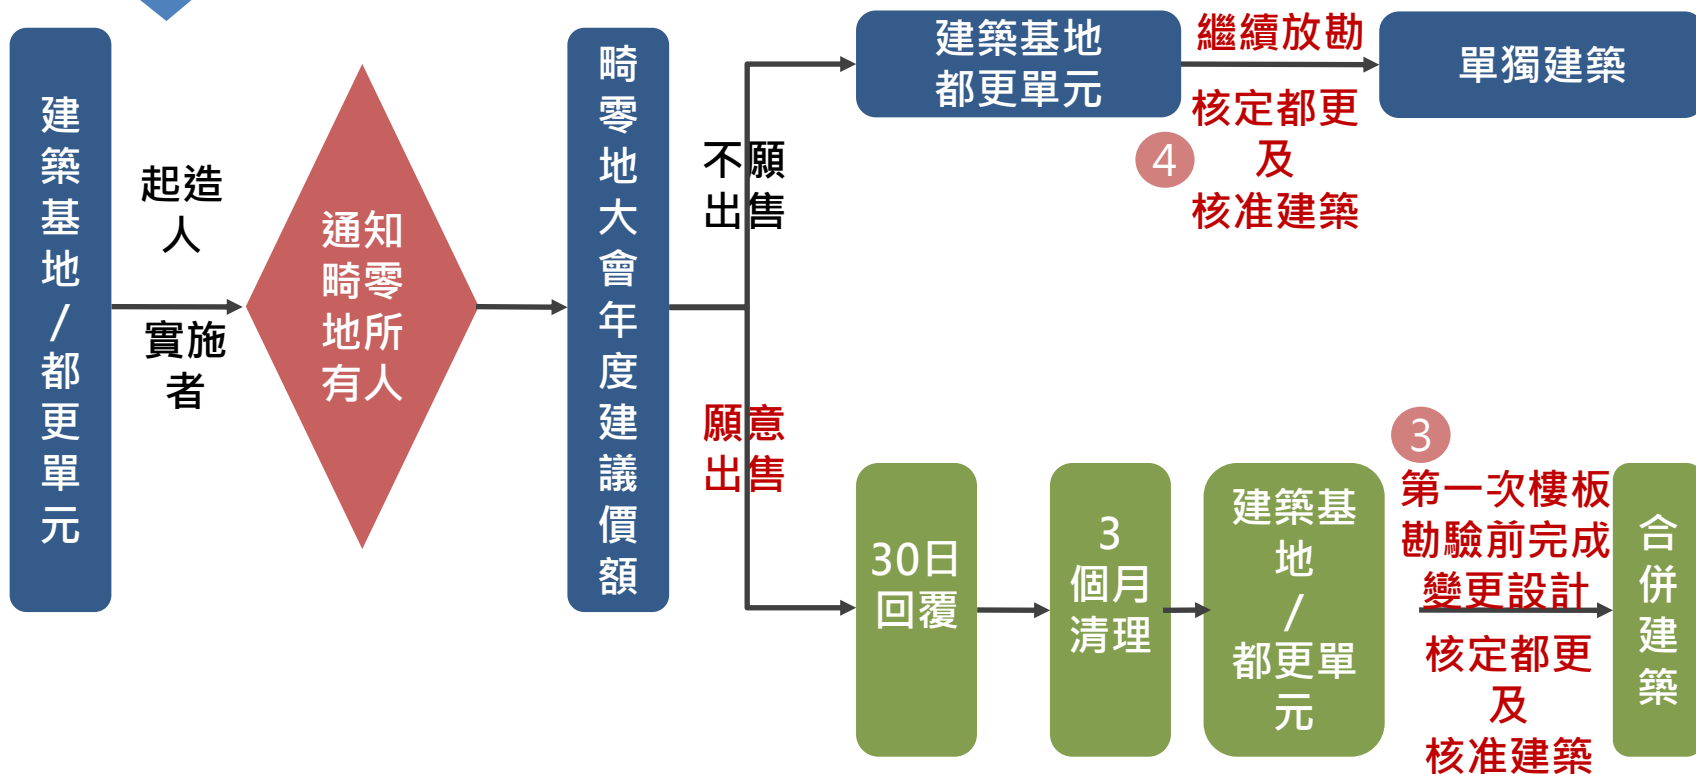 建築基地/都更單元
起造
人
實施
者
通知
畸零
地所
有人
畸零地大會年度建議價額
不願
出售
建築基地
都更單元
繼續放勘
4
核定都更
及
核准建築
單獨建築
願意
出售
30日
回覆
3
個月
清理
建築基
地
/
都更單
元
3
第一次樓板
勘驗前完成
變更設計
核定都更
及
核准建築
合併建築